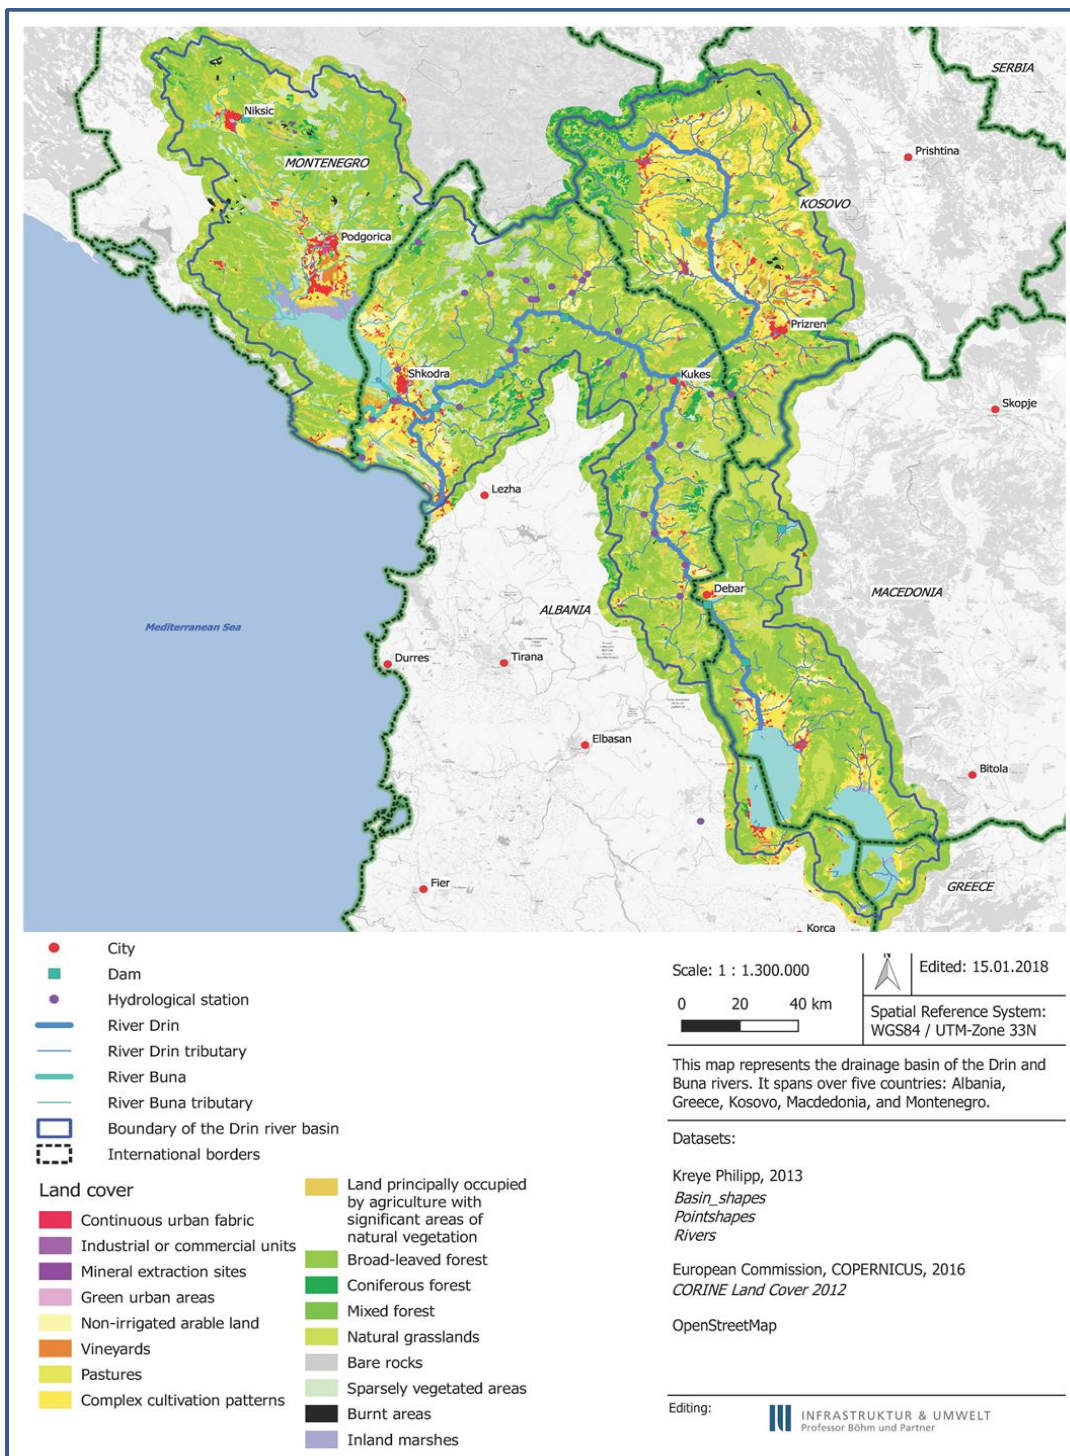 SERBIA
Niksic
Prishtina
MONTENEGRO
KOSOVO
Podgorica
Prizren
Shkodra
Kukes
Skopje
Lezha
Debar
MACEDONIA
ALBANIA
Mediterranean Sea
Durres
Tirana
Elbasan
Bitola
Fier
GREECE
Korca
City
Dam
Hydrological station
River Drin
River Drin tributary
River Buna
River Buna tributary
Boundary of the Drin river basin
International borders
Land cover
Continuous urban fabric
Industrial or commercial units
Mineral extraction sites
Green urban areas
Non-irrigated arable land
Vineyards
Pastures
Complex cultivation patterns
Land principally occupied
by agriculture with
significant areas of
natural vegetation
Broad-leaved forest
Coniferous forest
Mixed forest
Natural grasslands
Bare rocks
Sparsely vegetated areas
Burnt areas
Inland marshes
Scale: 1 : 1.300.000
0 20 40 km
N
Edited: 15.01.2018
Spatial Reference System:
WGS84 / UTM-Zone 33N
This map represents the drainage basin of the Drin and
Buna rivers. It spans over five countries: Albania,
Greece, Kosovo, Macdedonia, and Montenegro.
Datasets:
Kreye Philipp, 2013
Basin_shapes
Pointshapes
Rivers
European Commission, COPERNICUS, 2016
CORINE Land Cover 2012
OpenStreetMap
Editing:
INFRASTRUKTUR & UMWELT
Professor Böhm und Partner